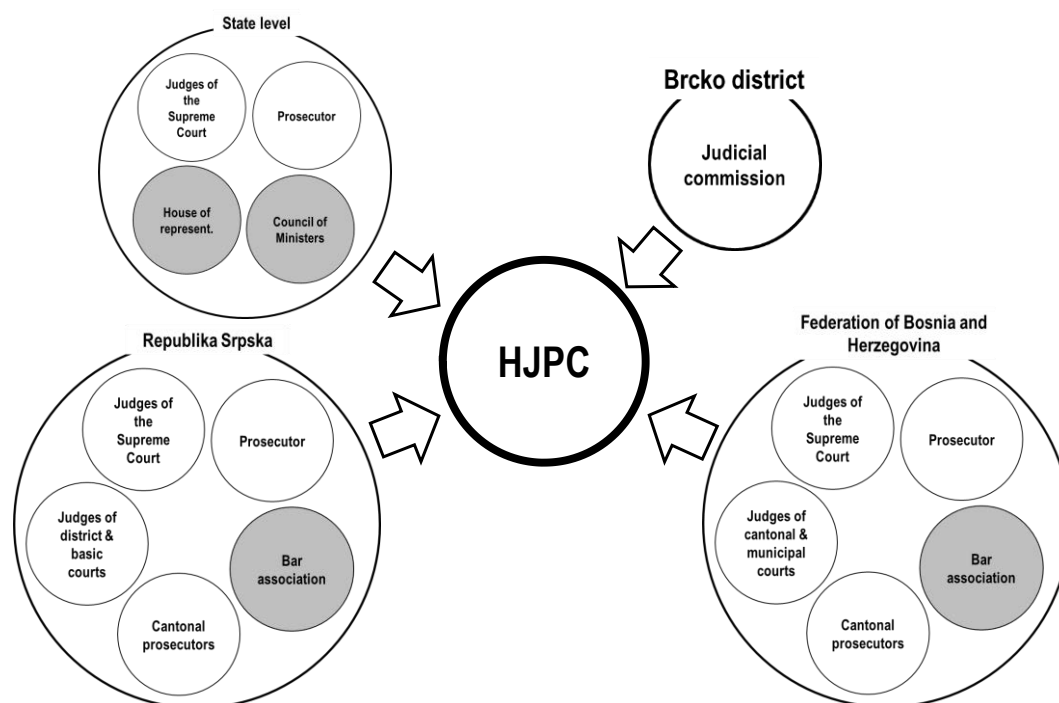 State level
Judges of
the
Supreme
Court
Prosecutor
House of
represent.
Council of
Ministers
Brcko district
Judicial
commission
HJPC
Republika Srpska
Judges of
the
Supreme
Court
Prosecutor
Judges of
district &
basic
courts
Bar
association
Cantonal
prosecutors
Federation of Bosnia and
Herzegovina
Judges of
the
Supreme
Court
Prosecutor
Judges of
cantonal &
municipal
courts
Bar
association
Cantonal
prosecutors